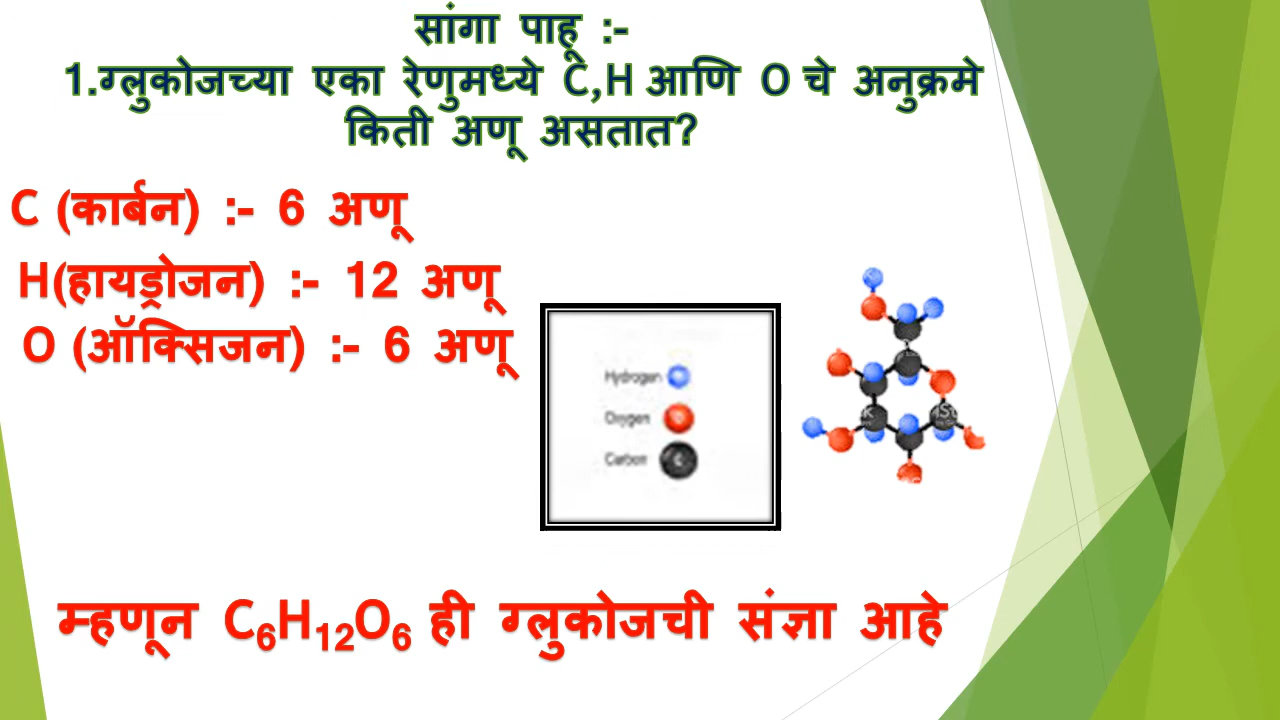 सांगा पाहू :-
1.ग्लुकोजच्या एका रेणुमध्ये C,H आणि O चे अनुक्रमे
किती अणू असतात?
C (कार्बन) :- 6 अणू
H(हायड्रोजन) :- 12 अणू
O (ऑक्सिजन) :- 6 अणू
Hydrogen
Oxygen
Carbon C
म्हणून C₆H₁₂O₆ ही ग्लुकोजची संज्ञा आहे